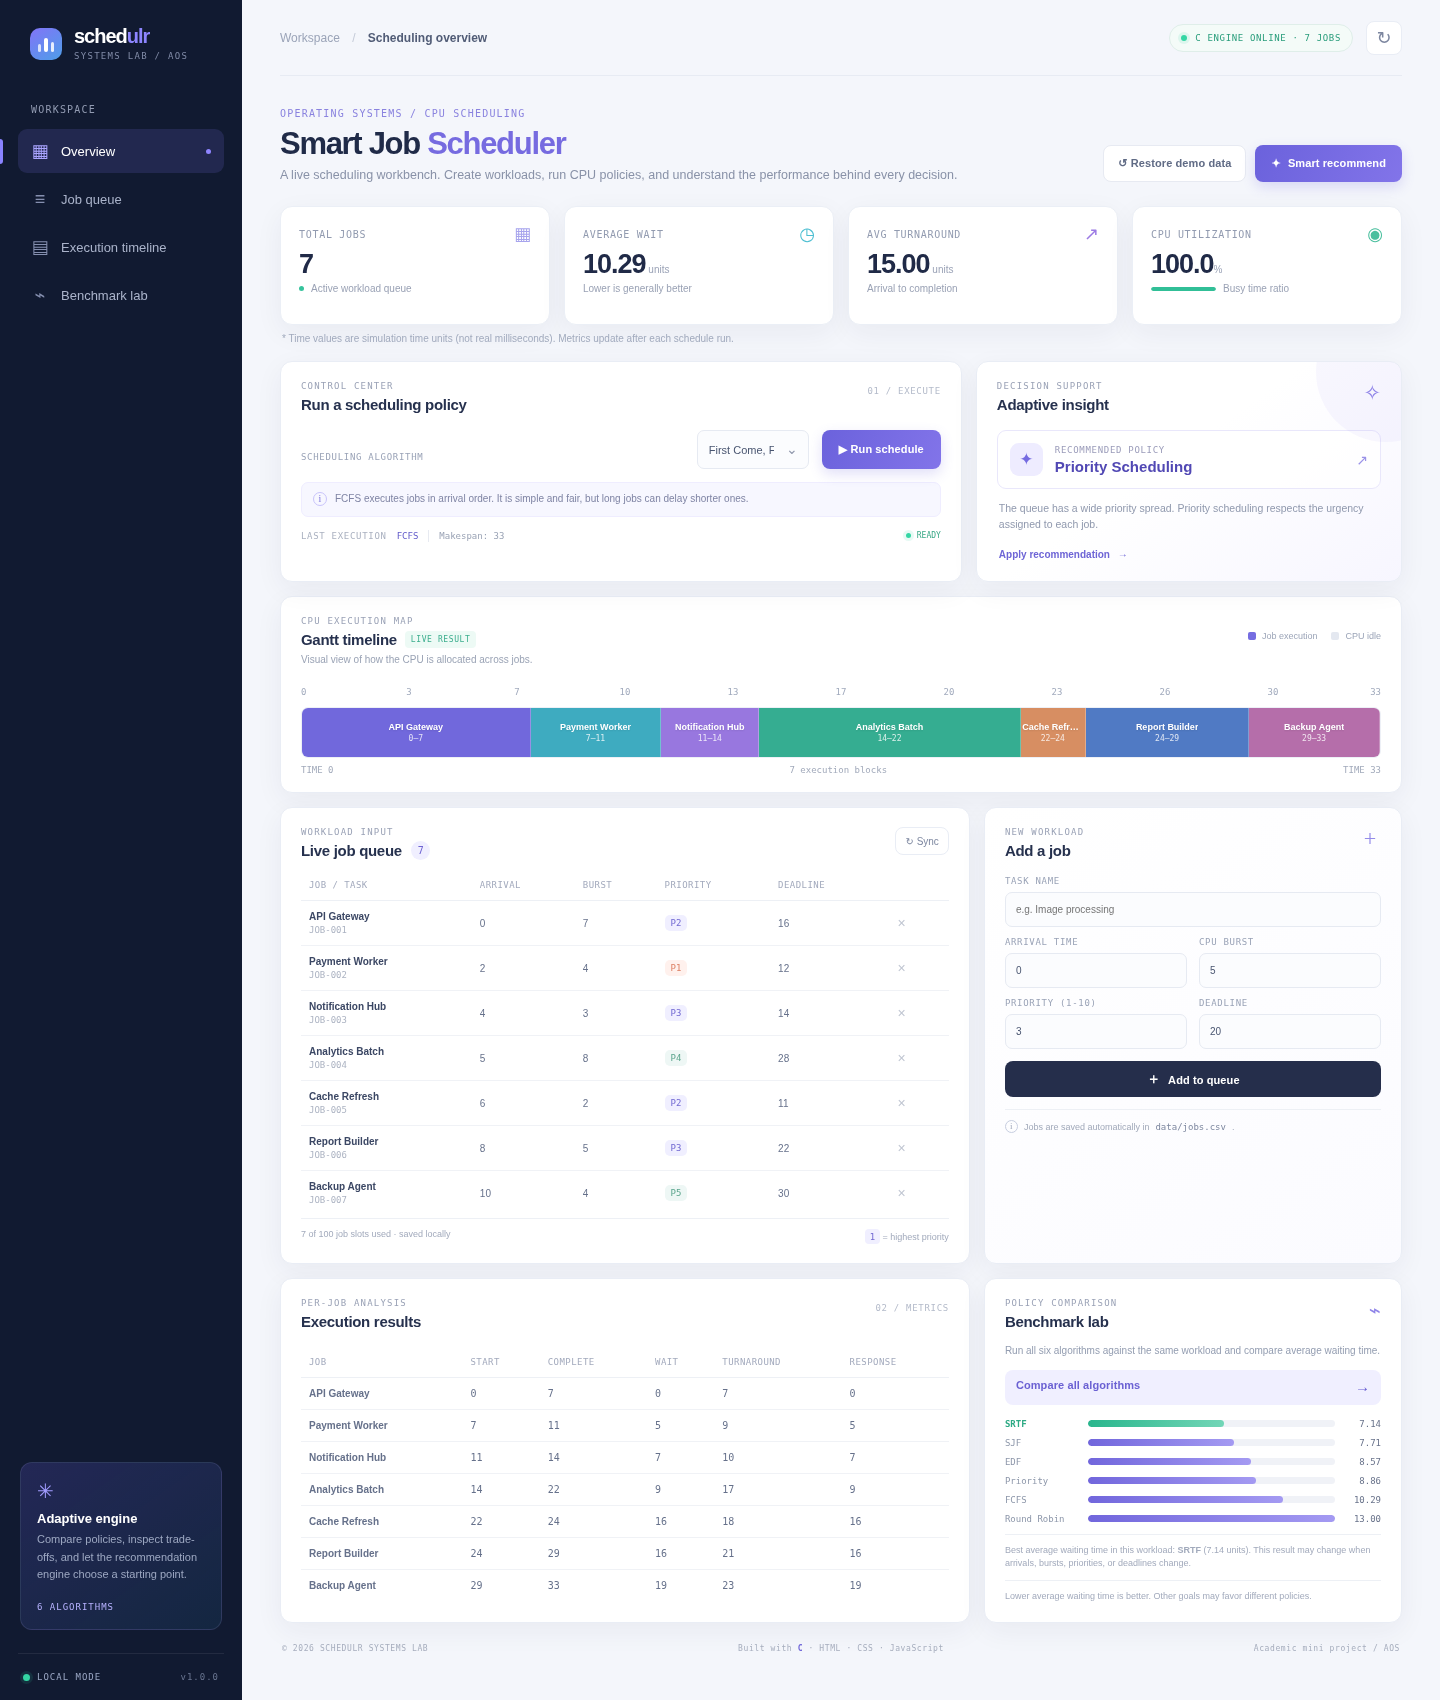 schedulr
SYSTEMS LAB / AOS
WORKSPACE
Overview
Job queue
Execution timeline
Benchmark lab
Adaptive engine
Compare policies, inspect trade-
offs, and let the recommendation
engine choose a starting point.
6 ALGORITHMS
LOCAL MODE v1.0.0
Workspace / Scheduling overview
C ENGINE ONLINE · 7 JOBS ↻
OPERATING SYSTEMS / CPU SCHEDULING
Smart Job Scheduler
A live scheduling workbench. Create workloads, run CPU policies, and understand the performance behind every decision.
↺ Restore demo data
✦ Smart recommend
TOTAL JOBS
7
Active workload queue
AVERAGE WAIT
10.29 units
Lower is generally better
AVG TURNAROUND ↗
15.00 units
Arrival to completion
CPU UTILIZATION
100.0%
Busy time ratio
* Time values are simulation time units (not real milliseconds). Metrics update after each schedule run.
CONTROL CENTER
Run a scheduling policy
01 / EXECUTE
SCHEDULING ALGORITHM
First Come, F
▶ Run schedule
i FCFS executes jobs in arrival order. It is simple and fair, but long jobs can delay shorter ones.
LAST EXECUTION FCFS Makespan: 33 READY
DECISION SUPPORT
Adaptive insight
RECOMMENDED POLICY
Priority Scheduling ↗
The queue has a wide priority spread. Priority scheduling respects the urgency
assigned to each job.
Apply recommendation →
CPU EXECUTION MAP
Gantt timeline LIVE RESULT
Visual view of how the CPU is allocated across jobs.
Job execution CPU idle
0 3 7 10 13 17 20 23 26 30 33
API Gateway Payment Worker Notification Hub Analytics Batch Cache Refr… Report Builder Backup Agent
0–7 7–11 11–14 14–22 22–24 24–29 29–33
TIME 0 7 execution blocks TIME 33
WORKLOAD INPUT
Live job queue 7
↻ Sync
JOB / TASK ARRIVAL BURST PRIORITY DEADLINE
API Gateway
JOB-001
0 7 P2 16 ×
Payment Worker
JOB-002
2 4 P1 12 ×
Notification Hub
JOB-003
4 3 P3 14 ×
Analytics Batch
JOB-004
5 8 P4 28 ×
Cache Refresh
JOB-005
6 2 P2 11 ×
Report Builder
JOB-006
8 5 P3 22 ×
Backup Agent
JOB-007
10 4 P5 30 ×
7 of 100 job slots used · saved locally
1 = highest priority
NEW WORKLOAD
Add a job
+
TASK NAME
e.g. Image processing
ARRIVAL TIME CPU BURST
0 5
PRIORITY (1-10) DEADLINE
3 20
+ Add to queue
i Jobs are saved automatically in data/jobs.csv .
PER-JOB ANALYSIS
Execution results
02 / METRICS
JOB START COMPLETE WAIT TURNAROUND RESPONSE
API Gateway 0 7 0 7 0
Payment Worker 7 11 5 9 5
Notification Hub 11 14 7 10 7
Analytics Batch 14 22 9 17 9
Cache Refresh 22 24 16 18 16
Report Builder 24 29 16 21 16
Backup Agent 29 33 19 23 19
POLICY COMPARISON
Benchmark lab
Run all six algorithms against the same workload and compare average waiting time.
Compare all algorithms →
SRTF 7.14
SJF 7.71
EDF 8.57
Priority 8.86
FCFS 10.29
Round Robin 13.00
Best average waiting time in this workload: SRTF (7.14 units). This result may change when
arrivals, bursts, priorities, or deadlines change.
Lower average waiting time is better. Other goals may favor different policies.
© 2026 SCHEDULR SYSTEMS LAB
Built with C · HTML · CSS · JavaScript
Academic mini project / AOS